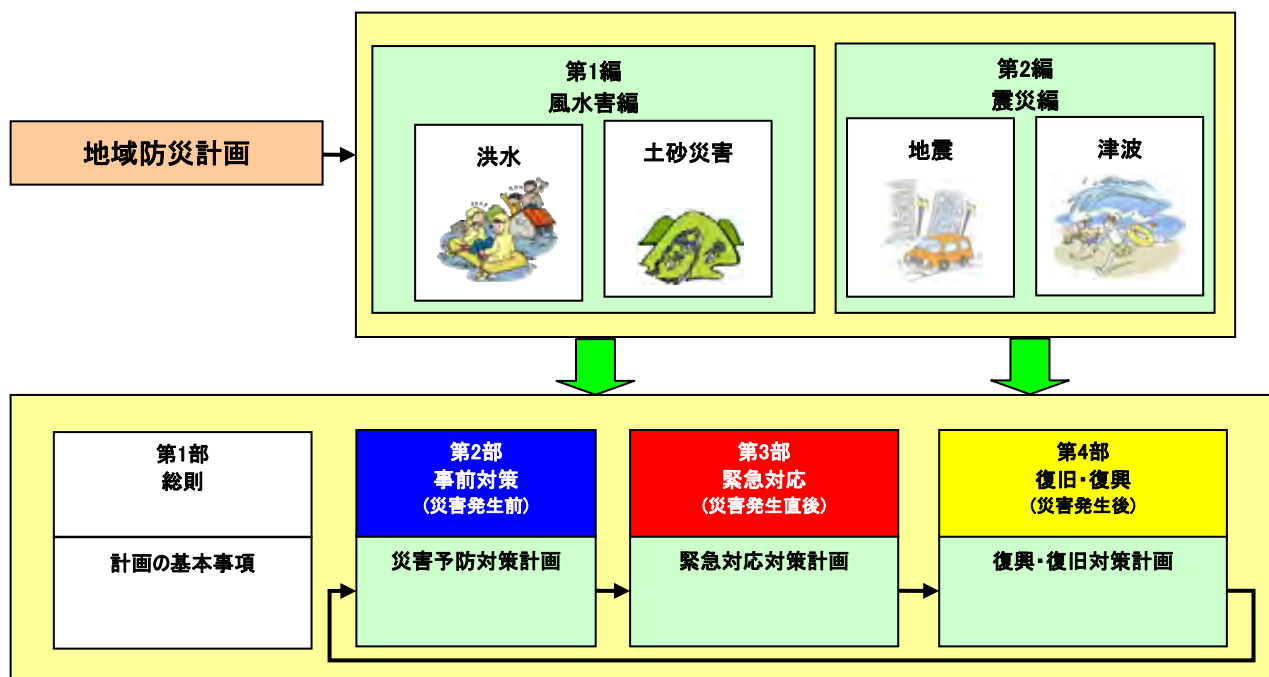 地域防災計画
第1編
風水害編
洪水
土砂災害
第2編
震災編
地震
津波
第1部
総則
計画の基本事項
第2部
事前対策
(災害発生前)
災害予防対策計画
第3部
緊急対応
(災害発生直後)
緊急対応対策計画
第4部
復旧・復興
(災害発生後)
復興・復旧対策計画